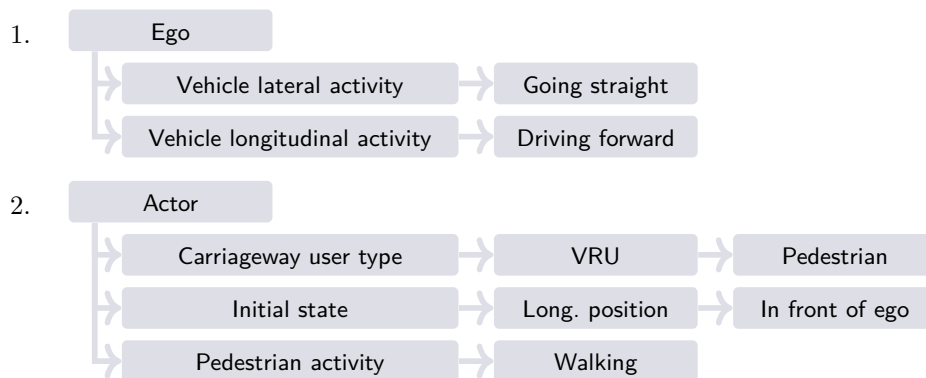 1. Ego
Vehicle lateral activity Going straight
Vehicle longitudinal activity Driving forward
2. Actor
Carriageway user type VRU Pedestrian
Initial state Long. position In front of ego
Pedestrian activity Walking